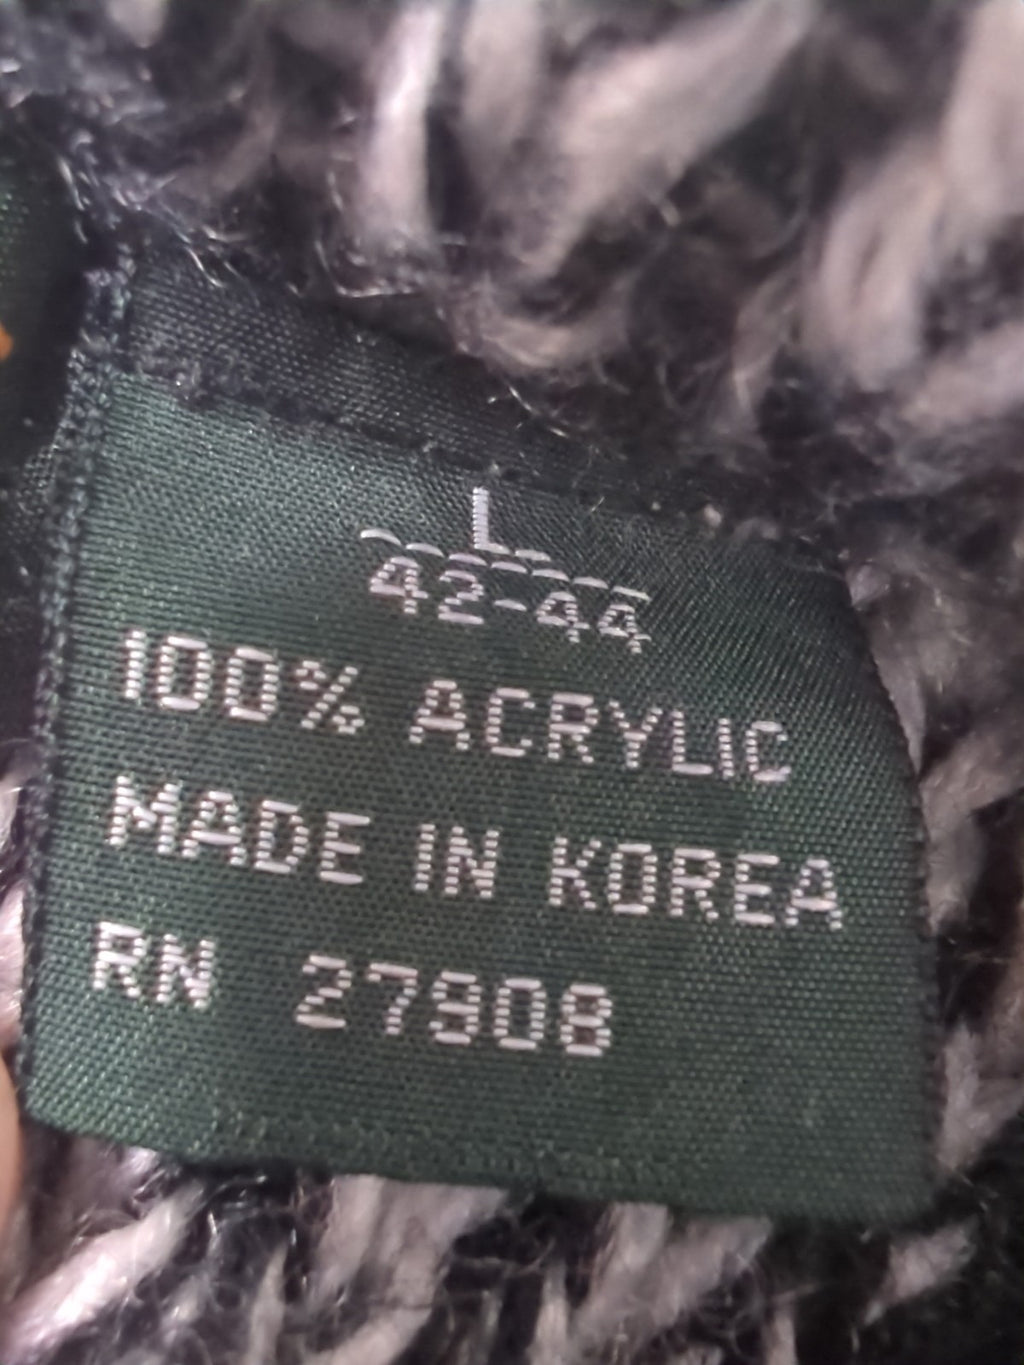 L
42-44
100% ACRYLIC
MADE IN KOREA
RN 27908